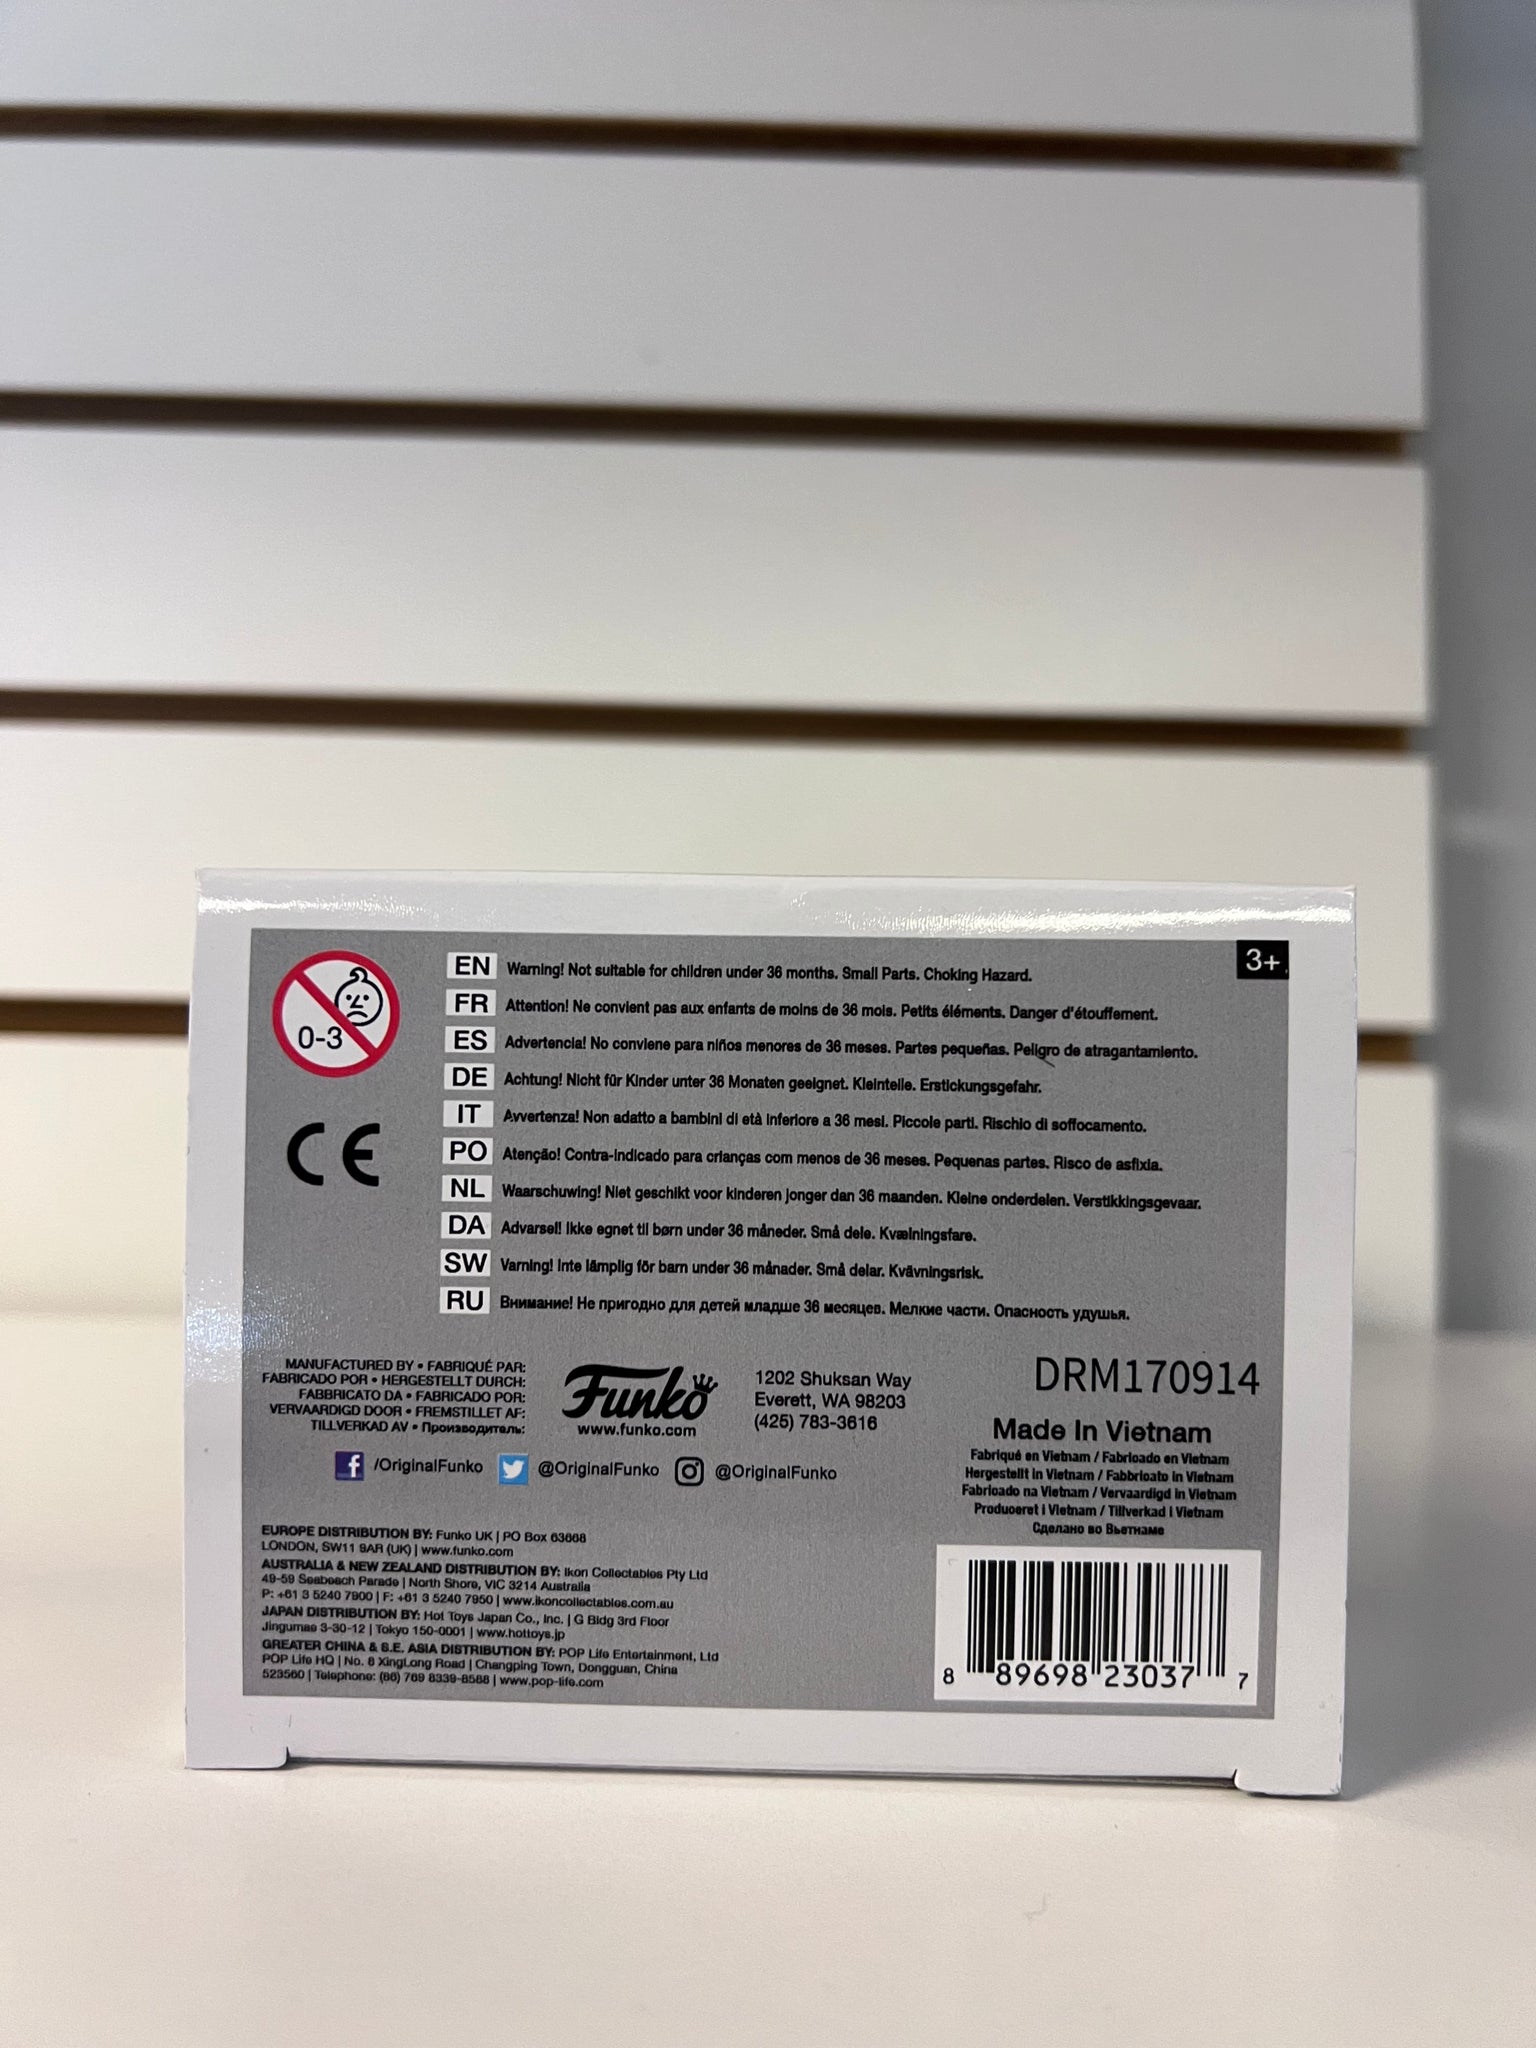 0-3
3+
EN Warning! Not suitable for children under 36 months. Small Parts. Choking Hazard.
FR Attention! Ne convient pas aux enfants de moins de 36 mois. Petits éléments. Danger d'étouffement.
ES Advertencia! No conviene para niños menores de 36 meses. Partes pequeñas. Peligro de atragantamiento.
DE Achtung! Nicht für Kinder unter 36 Monaten geeignet. Kleinteile. Erstickungsgefahr.
IT Avvertenza! Non adatto a bambini di età inferiore a 36 mesi. Piccole parti. Rischio di soffocamento.
PO Atenção! Contra-indicado para crianças com menos de 36 meses. Pequenas partes. Risco de asfixia.
NL Waarschuwing! Niet geschikt voor kinderen jonger dan 36 maanden. Kleine onderdelen. Verstikkingsgevaar.
DA Advarsel! Ikke egnet til børn under 36 måneder. Små dele. Kvælningsfare.
SW Varning! Inte lämplig för barn under 36 månader. Små delar. Kvävningsrisk.
RU Внимание! Не пригодно для детей младше 36 месяцев. Мелкие части. Опасность удушья.
CE
MANUFACTURED BY • FABRIQUÉ PAR:
FABRICADO POR • HERGESTELLT DURCH:
FABBRICATO DA • FABRICADO POR:
VERVAARDIGD DOOR • FREMSTILLET AF:
TILLVERKAD AV • Производитель:
Funko
www.funko.com
1202 Shuksan Way
Everett, WA 98203
(425) 783-3616
/OriginalFunko @OriginalFunko @OriginalFunko
DRM170914
Made In Vietnam
Fabriqué en Vietnam / Fabricado en Vietnam
Hergestellt in Vietnam / Fabbricato in Vietnam
Fabricado na Vietnam / Vervaardigd in Vietnam
Produceret i Vietnam / Tillverkad i Vietnam
Сделано во Вьетнаме
EUROPE DISTRIBUTION BY: Funko UK | PO Box 63668
LONDON, SW11 9AR (UK) | www.funko.com
AUSTRALIA & NEW ZEALAND DISTRIBUTION BY: Ikon Collectables Pty Ltd
49-59 Seabeach Parade | North Shore, VIC 3214 Australia
P: +61 3 5240 7900 | F: +61 3 5240 7950 | www.ikoncollectables.com.au
JAPAN DISTRIBUTION BY: Hot Toys Japan Co., Inc. | G Bldg 3rd Floor
Jingumae 3-30-12 | Tokyo 150-0001 | www.hottoys.jp
GREATER CHINA & S.E. ASIA DISTRIBUTION BY: POP Life Entertainment, Ltd
POP Life HQ | No. 8 XingLong Road | Changping Town, Dongguan, China
523560 | Telephone: (86) 769 8339-8588 | www.pop-life.com
8 89698 23037 7